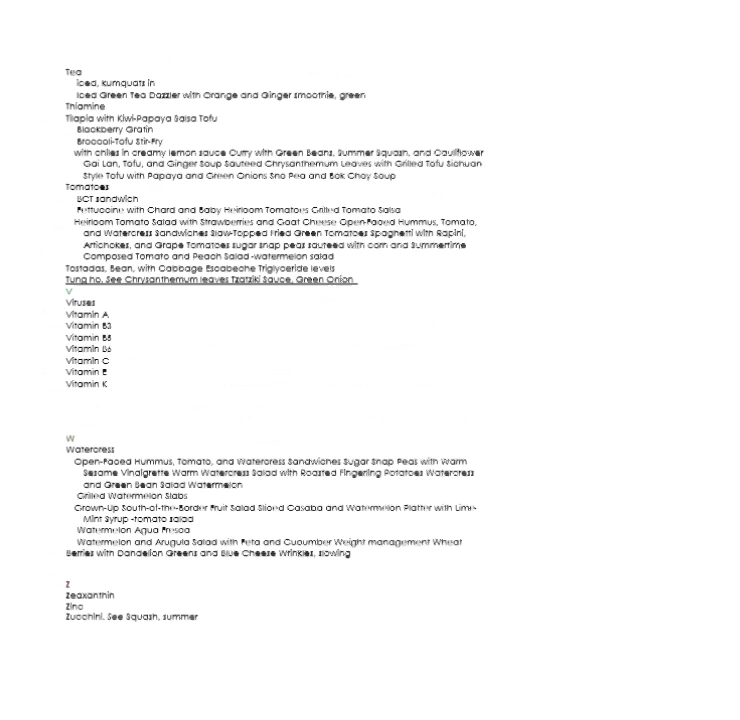 Tea
iced, kumquats in
Iced Green Tea Dazzler with Orange and Ginger smoothie, green
Thiamine
Tilapia with Kiwi-Papaya Salsa Tofu
Blackberry Gratin
Broccoli-Tofu Stir-Fry
with chiles in creamy lemon sauce Curry with Green Beans, Summer Squash, and Cauliflower
Gai Lan, Tofu, and Ginger Soup Sauteed Chrysanthemum Leaves with Grilled Tofu Sichuan
Style Tofu with Papaya and Green Onions Sno Pea and Bok Choy Soup
Tomatoes
BCT sandwich
Fettuccine with Chard and Baby Heirloom Tomatoes Grilled Tomato Salsa
Heirloom Tomato Salad with Strawberries and Goat Cheese Open-Faced Hummus, Tomato,
and Watercress Sandwiches Slaw-Topped Fried Green Tomatoes Spaghetti with Rapini,
Artichokes, and Grape Tomatoes sugar snap peas sauteed with corn and Summertime
Composed Tomato and Peach Salad -watermelon salad
Tostadas, Bean, with Cabbage Escabeche Triglyceride levels
Tung ho. See Chrysanthemum leaves Tzatziki Sauce, Green Onion
V
Viruses
Vitamin A
Vitamin B3
Vitamin B5
Vitamin B6
Vitamin C
Vitamin E
Vitamin K
W
Watercress
Open-Faced Hummus, Tomato, and Watercress Sandwiches Sugar Snap Peas with Warm
Sesame Vinaigrette Warm Watercress Salad with Roasted Fingerling Potatoes Watercress
and Green Bean Salad Watermelon
Grilled Watermelon Slabs
Grown-Up South-of-the-Border Fruit Salad Sliced Casaba and Watermelon Platter with Lime-
Mint Syrup -tomato salad
Watermelon Agua Fresca
Watermelon and Arugula Salad with Feta and Cucumber Weight management Wheat
Berries with Dandelion Greens and Blue Cheese Wrinkles, slowing
Z
Zeaxanthin
Zinc
Zucchini. See Squash, summer